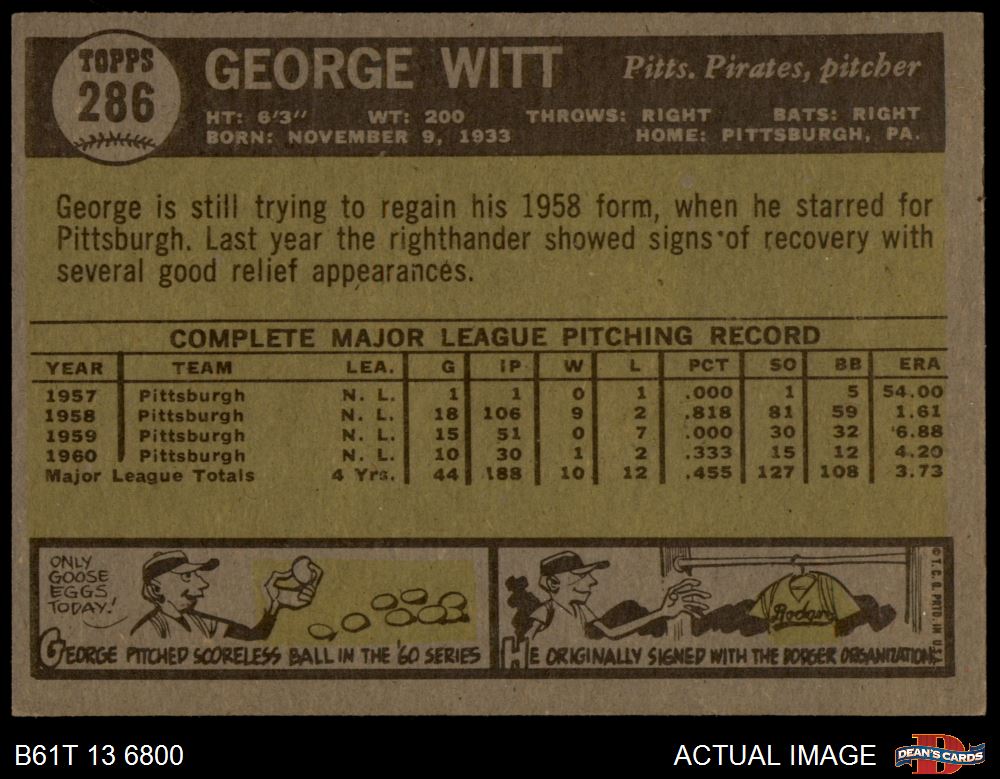 TOPPS
286
GEORGE WITT
Pitts. Pirates, pitcher
HT: 6'3" WT: 200 THROWS: RIGHT BATS: RIGHT
BORN: NOVEMBER 9, 1933 HOME: PITTSBURGH, PA.
George is still trying to regain his 1958 form, when he starred for
Pittsburgh. Last year the righthander showed signs of recovery with
several good relief appearances.
COMPLETE MAJOR LEAGUE PITCHING RECORD
YEAR TEAM LEA. G IP W L PCT SO BB ERA
1957 Pittsburgh N. L. 1 1 0 1 .000 1 5 54.00
1958 Pittsburgh N. L. 18 106 9 2 .818 81 59 1.61
1959 Pittsburgh N. L. 15 51 0 7 .000 30 32 6.88
1960 Pittsburgh N. L. 10 30 1 2 .333 15 12 4.20
Major League Totals 4 Yrs. 44 188 10 12 .455 127 108 3.73
ONLY
GOOSE
EGGS
TODAY!
GEORGE PITCHED SCORELESS BALL IN THE '60 SERIES
Dodgers
HE ORIGINALLY SIGNED WITH THE DODGER ORGANIZATION
© T. C. G. PRTD. IN U.S.A.
B61T 13 6800
ACTUAL IMAGE
D
DEAN'S CARDS